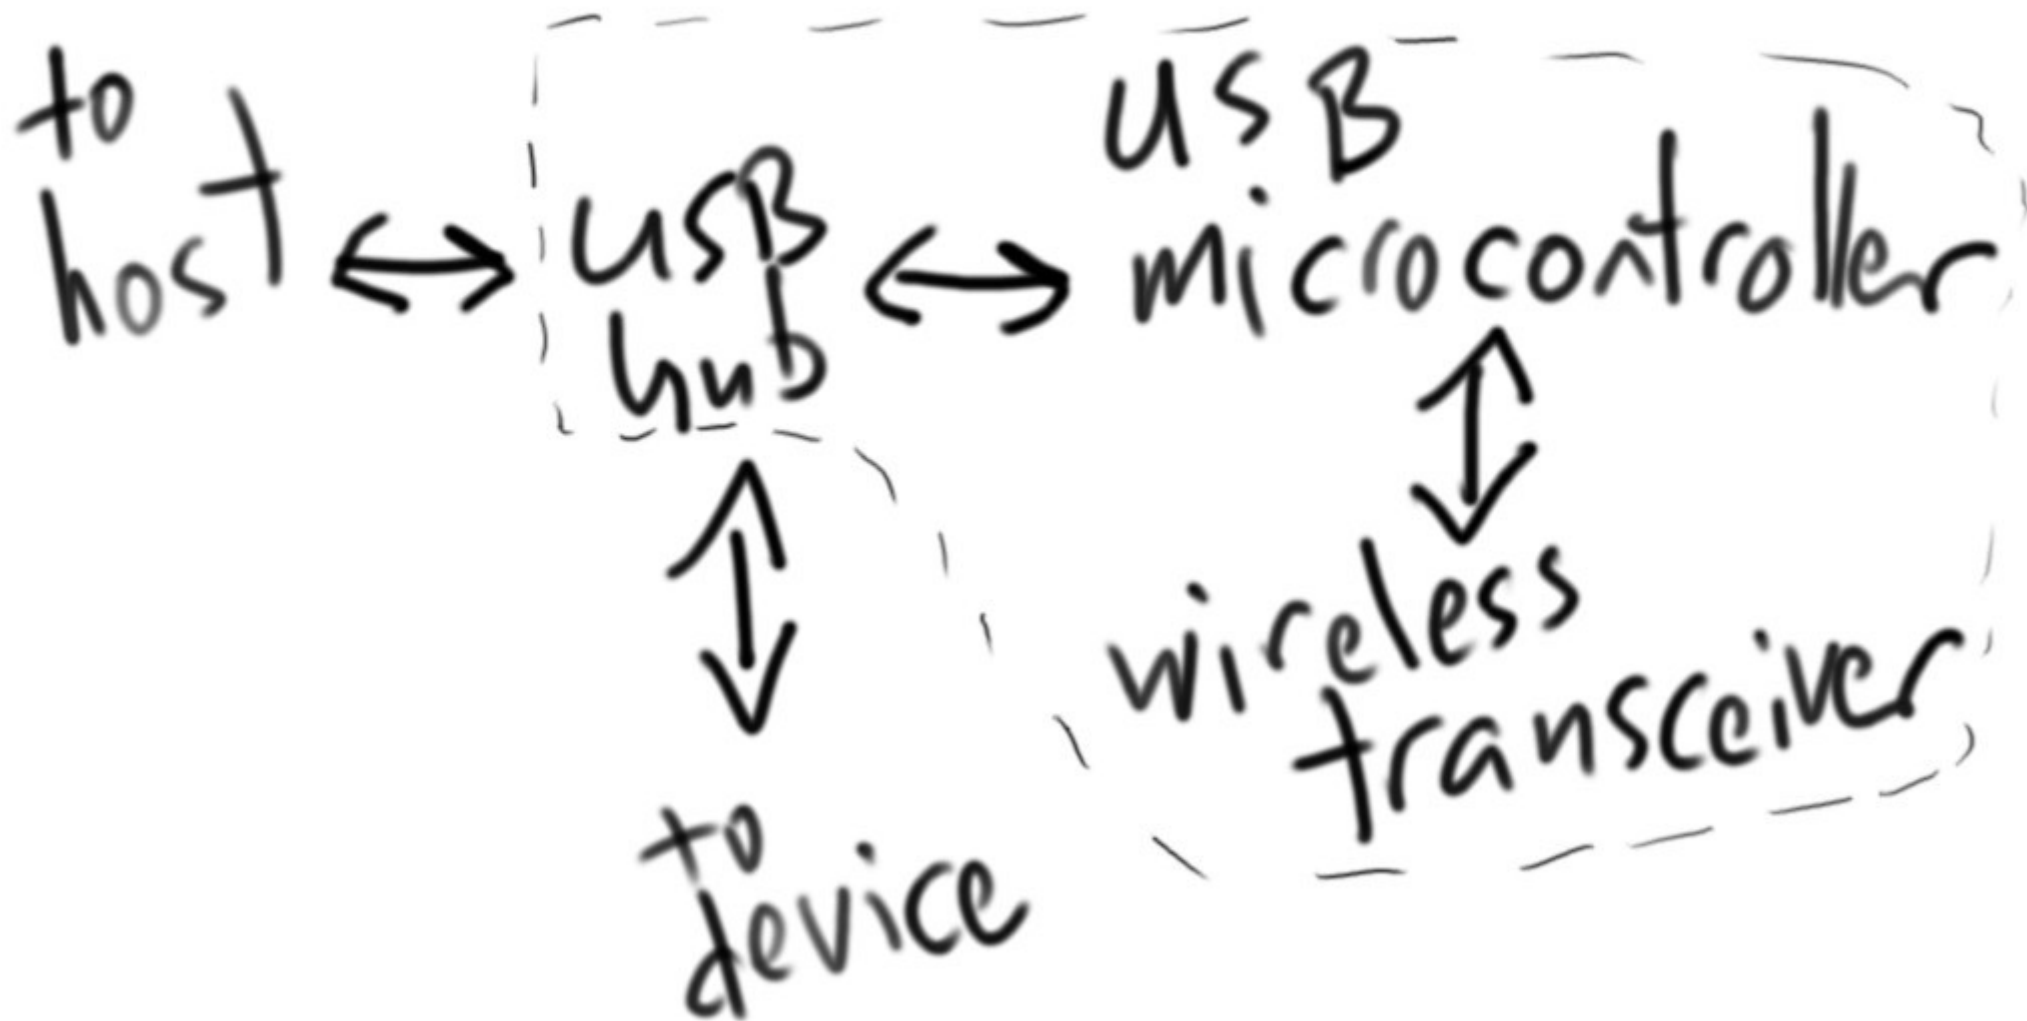 to
host
USB
hub
USB
microcontroller
wireless
transceiver
to
device